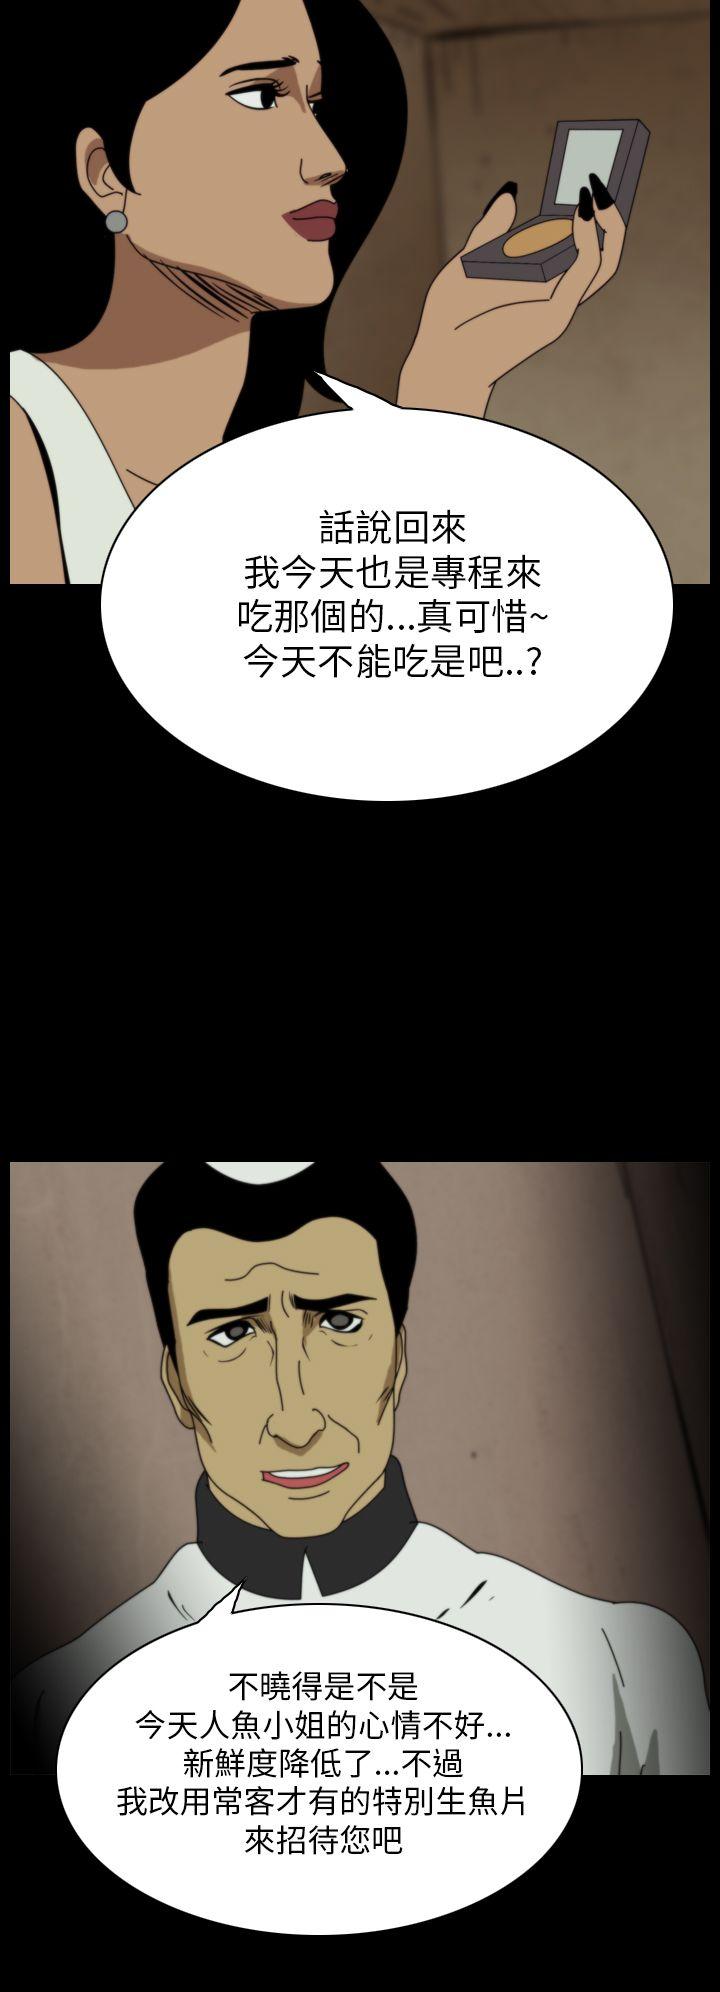 話說回來
我今天也是專程來
吃那個的...真可惜~
今天不能吃是吧..?
不曉得是不是
今天人魚小姐的心情不好...
新鮮度降低了...不過
我改用常客才有的特別生魚片
來招待您吧